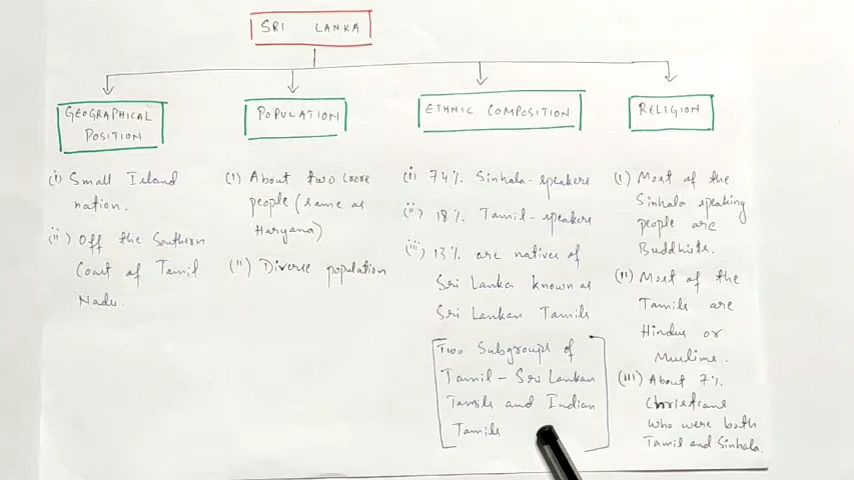 SRI LANKA
GEOGRAPHICAL
POSITION
(i) Small Island
nation.
(ii) Off the Southern
Coast of Tamil
Nadu.
POPULATION
(i) About two crore
people (same as
Haryana)
(ii) Diverse population
ETHNIC COMPOSITION
(i) 74% Sinhala-speakers
(ii) 18% Tamil-speakers
(iii) 13% are natives of
Sri Lanka known as
Sri Lankan Tamils
[Two Subgroups of
Tamil - Sri Lankan
Tamils and Indian
Tamils]
RELIGION
(i) Most of the
Sinhala speaking
people are
Buddhists.
(ii) Most of the
Tamils are
Hindus or
Muslims.
(iii) About 7%
Christians
who were both
Tamil and Sinhala.